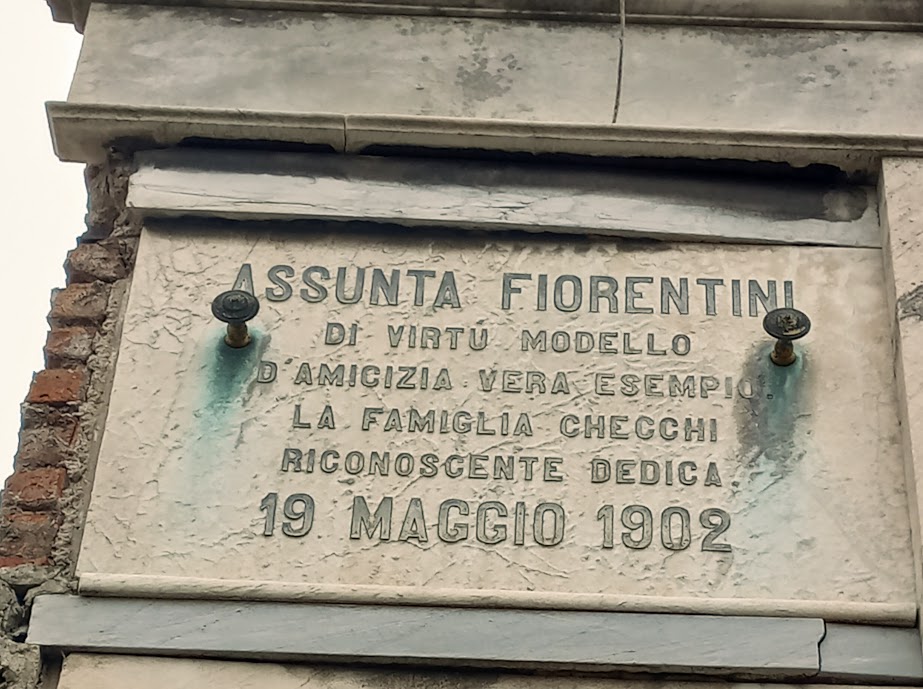 ASSUNTA FIORENTINI
DI VIRTÙ MODELLO
D'AMICIZIA VERA ESEMPIO.
LA FAMIGLIA CHECCHI
RICONOSCENTE DEDICA
19 MAGGIO 1902